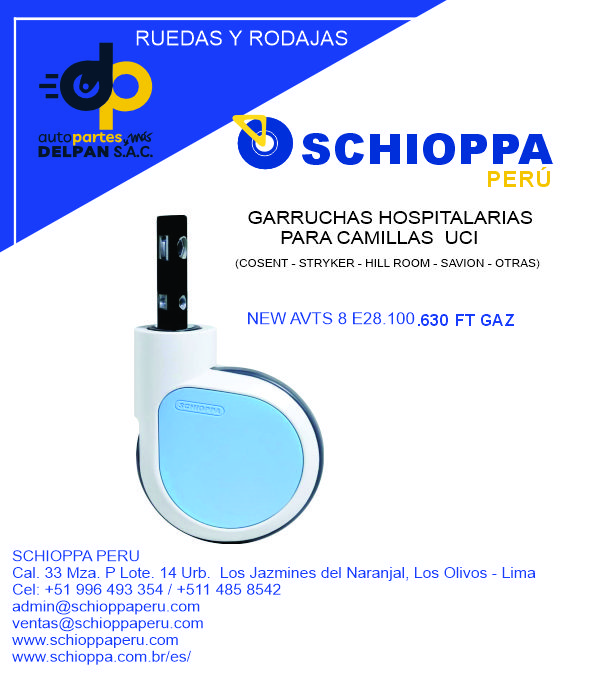 RUEDAS Y RODAJAS
dp
autopartes y más
DELPAN S.A.C.
SCHIOPPA
PERÚ
GARRUCHAS HOSPITALARIAS
PARA CAMILLAS UCI
(COSENT - STRYKER - HILL ROOM - SAVION - OTRAS)
NEW AVTS 8 E28.100.630 FT GAZ
SCHIOPPA
SCHIOPPA PERU
Cal. 33 Mza. P Lote. 14 Urb. Los Jazmines del Naranjal, Los Olivos - Lima
Cel: +51 996 493 354 / +511 485 8542
admin@schioppaperu.com
ventas@schioppaperu.com
www.schioppaperu.com
www.schioppa.com.br/es/